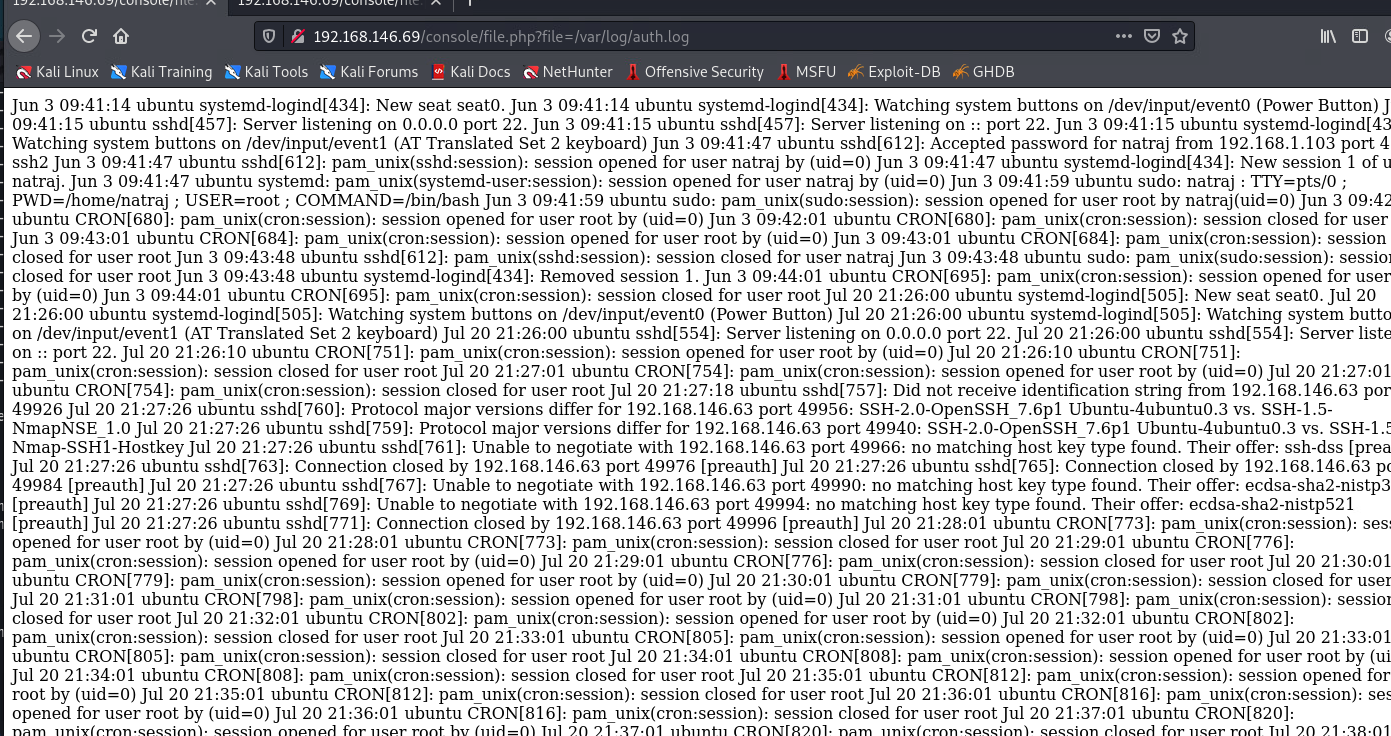 192.168.146.69/console/file
192.168.146.69/console/file
192.168.146.69/console/file.php?file=/var/log/auth.log
Kali Linux Kali Training Kali Tools Kali Forums Kali Docs NetHunter Offensive Security MSFU Exploit-DB GHDB
Jun 3 09:41:14 ubuntu systemd-logind[434]: New seat seat0. Jun 3 09:41:14 ubuntu systemd-logind[434]: Watching system buttons on /dev/input/event0 (Power Button) J
09:41:15 ubuntu sshd[457]: Server listening on 0.0.0.0 port 22. Jun 3 09:41:15 ubuntu sshd[457]: Server listening on :: port 22. Jun 3 09:41:15 ubuntu systemd-logind[43
Watching system buttons on /dev/input/event1 (AT Translated Set 2 keyboard) Jun 3 09:41:47 ubuntu sshd[612]: Accepted password for natraj from 192.168.1.103 port 4
ssh2 Jun 3 09:41:47 ubuntu sshd[612]: pam_unix(sshd:session): session opened for user natraj by (uid=0) Jun 3 09:41:47 ubuntu systemd-logind[434]: New session 1 of u
natraj. Jun 3 09:41:47 ubuntu systemd: pam_unix(systemd-user:session): session opened for user natraj by (uid=0) Jun 3 09:41:59 ubuntu sudo: natraj : TTY=pts/0 ;
PWD=/home/natraj ; USER=root ; COMMAND=/bin/bash Jun 3 09:41:59 ubuntu sudo: pam_unix(sudo:session): session opened for user root by natraj(uid=0) Jun 3 09:42
ubuntu CRON[680]: pam_unix(cron:session): session opened for user root by (uid=0) Jun 3 09:42:01 ubuntu CRON[680]: pam_unix(cron:session): session closed for user
Jun 3 09:43:01 ubuntu CRON[684]: pam_unix(cron:session): session opened for user root by (uid=0) Jun 3 09:43:01 ubuntu CRON[684]: pam_unix(cron:session): session
closed for user root Jun 3 09:43:48 ubuntu sshd[612]: pam_unix(sshd:session): session closed for user natraj Jun 3 09:43:48 ubuntu sudo: pam_unix(sudo:session): session
closed for user root Jun 3 09:43:48 ubuntu systemd-logind[434]: Removed session 1. Jun 3 09:44:01 ubuntu CRON[695]: pam_unix(cron:session): session opened for user
by (uid=0) Jun 3 09:44:01 ubuntu CRON[695]: pam_unix(cron:session): session closed for user root Jul 20 21:26:00 ubuntu systemd-logind[505]: New seat seat0. Jul 20
21:26:00 ubuntu systemd-logind[505]: Watching system buttons on /dev/input/event0 (Power Button) Jul 20 21:26:00 ubuntu systemd-logind[505]: Watching system butto
on /dev/input/event1 (AT Translated Set 2 keyboard) Jul 20 21:26:00 ubuntu sshd[554]: Server listening on 0.0.0.0 port 22. Jul 20 21:26:00 ubuntu sshd[554]: Server liste
on :: port 22. Jul 20 21:26:10 ubuntu CRON[751]: pam_unix(cron:session): session opened for user root by (uid=0) Jul 20 21:26:10 ubuntu CRON[751]:
pam_unix(cron:session): session closed for user root Jul 20 21:27:01 ubuntu CRON[754]: pam_unix(cron:session): session opened for user root by (uid=0) Jul 20 21:27:01
ubuntu CRON[754]: pam_unix(cron:session): session closed for user root Jul 20 21:27:18 ubuntu sshd[757]: Did not receive identification string from 192.168.146.63 por
49926 Jul 20 21:27:26 ubuntu sshd[760]: Protocol major versions differ for 192.168.146.63 port 49956: SSH-2.0-OpenSSH_7.6p1 Ubuntu-4ubuntu0.3 vs. SSH-1.5-
NmapNSE_1.0 Jul 20 21:27:26 ubuntu sshd[759]: Protocol major versions differ for 192.168.146.63 port 49940: SSH-2.0-OpenSSH_7.6p1 Ubuntu-4ubuntu0.3 vs. SSH-1.5
Nmap-SSH1-Hostkey Jul 20 21:27:26 ubuntu sshd[761]: Unable to negotiate with 192.168.146.63 port 49966: no matching host key type found. Their offer: ssh-dss [prea
Jul 20 21:27:26 ubuntu sshd[763]: Connection closed by 192.168.146.63 port 49976 [preauth] Jul 20 21:27:26 ubuntu sshd[765]: Connection closed by 192.168.146.63 po
49984 [preauth] Jul 20 21:27:26 ubuntu sshd[767]: Unable to negotiate with 192.168.146.63 port 49990: no matching host key type found. Their offer: ecdsa-sha2-nistp3
[preauth] Jul 20 21:27:26 ubuntu sshd[769]: Unable to negotiate with 192.168.146.63 port 49994: no matching host key type found. Their offer: ecdsa-sha2-nistp521
[preauth] Jul 20 21:27:26 ubuntu sshd[771]: Connection closed by 192.168.146.63 port 49996 [preauth] Jul 20 21:28:01 ubuntu CRON[773]: pam_unix(cron:session): sess
opened for user root by (uid=0) Jul 20 21:28:01 ubuntu CRON[773]: pam_unix(cron:session): session closed for user root Jul 20 21:29:01 ubuntu CRON[776]:
pam_unix(cron:session): session opened for user root by (uid=0) Jul 20 21:29:01 ubuntu CRON[776]: pam_unix(cron:session): session closed for user root Jul 20 21:30:01
ubuntu CRON[779]: pam_unix(cron:session): session opened for user root by (uid=0) Jul 20 21:30:01 ubuntu CRON[779]: pam_unix(cron:session): session closed for user
Jul 20 21:31:01 ubuntu CRON[798]: pam_unix(cron:session): session opened for user root by (uid=0) Jul 20 21:31:01 ubuntu CRON[798]: pam_unix(cron:session): session
closed for user root Jul 20 21:32:01 ubuntu CRON[802]: pam_unix(cron:session): session opened for user root by (uid=0) Jul 20 21:32:01 ubuntu CRON[802]:
pam_unix(cron:session): session closed for user root Jul 20 21:33:01 ubuntu CRON[805]: pam_unix(cron:session): session opened for user root by (uid=0) Jul 20 21:33:01
ubuntu CRON[805]: pam_unix(cron:session): session closed for user root Jul 20 21:34:01 ubuntu CRON[808]: pam_unix(cron:session): session opened for user root by (ui
Jul 20 21:34:01 ubuntu CRON[808]: pam_unix(cron:session): session closed for user root Jul 20 21:35:01 ubuntu CRON[812]: pam_unix(cron:session): session opened for
root by (uid=0) Jul 20 21:35:01 ubuntu CRON[812]: pam_unix(cron:session): session closed for user root Jul 20 21:36:01 ubuntu CRON[816]: pam_unix(cron:session): ses
opened for user root by (uid=0) Jul 20 21:36:01 ubuntu CRON[816]: pam_unix(cron:session): session closed for user root Jul 20 21:37:01 ubuntu CRON[820]:
pam_unix(cron:session): session opened for user root by (uid=0) Jul 20 21:37:01 ubuntu CRON[820]: pam_unix(cron:session): session closed for user root Jul 20 21:38:01